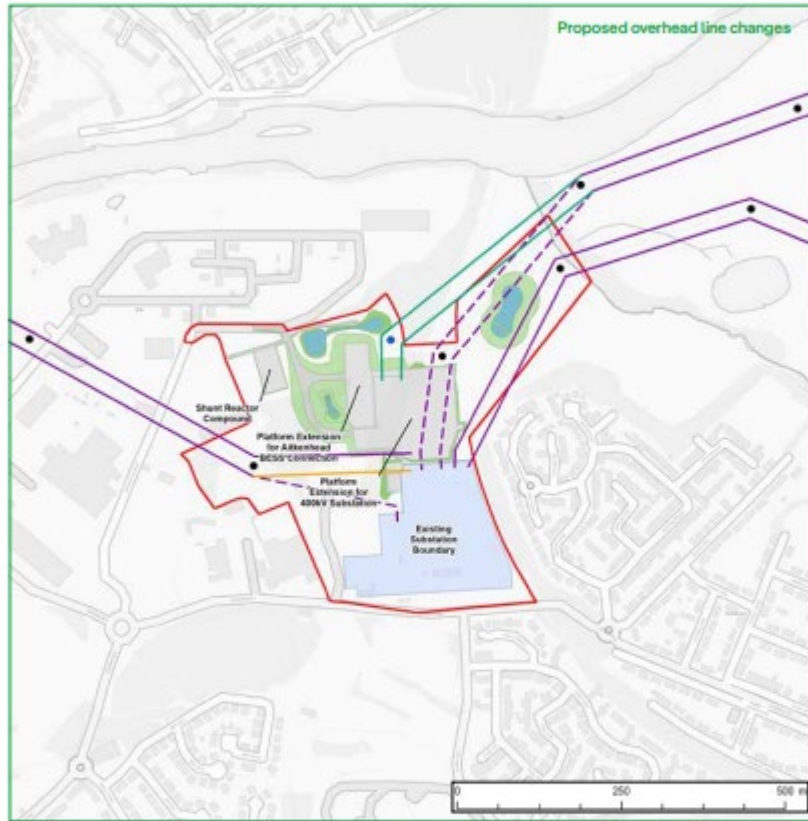 Proposed overhead line changes
Shunt Reactor
Compound
Platform Extension
for Aitkenhead
BESS Connection
Platform
Extension for
400kV Substation
Existing
Substation
Boundary
0
250
500 m